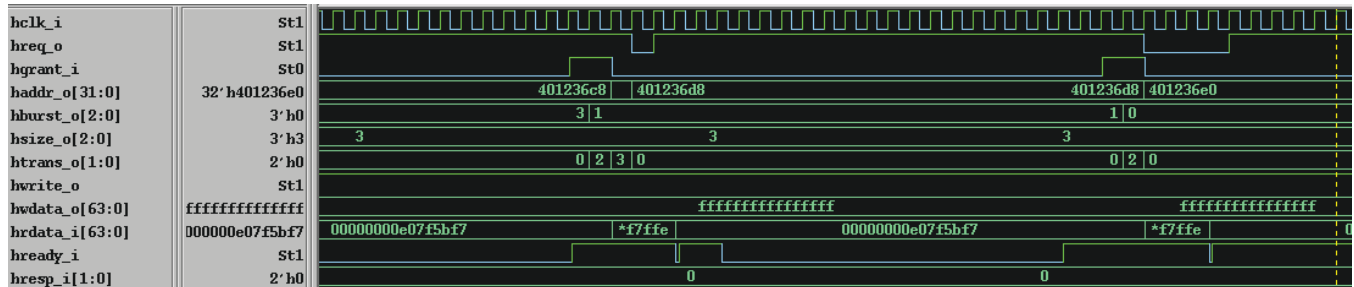 hclk_i St1
hreq_o St1
hgrant_i St0
haddr_o[31:0] 32'h401236e0 401236c8 401236d8 401236d8 401236e0
hburst_o[2:0] 3'h0 3 1 1 0
hsize_o[2:0] 3'h3 3 3 3
htrans_o[1:0] 2'h0 0 2 3 0 0 2 0
hwrite_o St1
hwdata_o[63:0] ffffffffffffff ffffffffffffffff ffffffffffffffff
hrdata_i[63:0] 000000e07f5bf7 00000000e07f5bf7 *f7ffe 00000000e07f5bf7 *f7ffe 0
hready_i St1
hresp_i[1:0] 2'h0 0 0